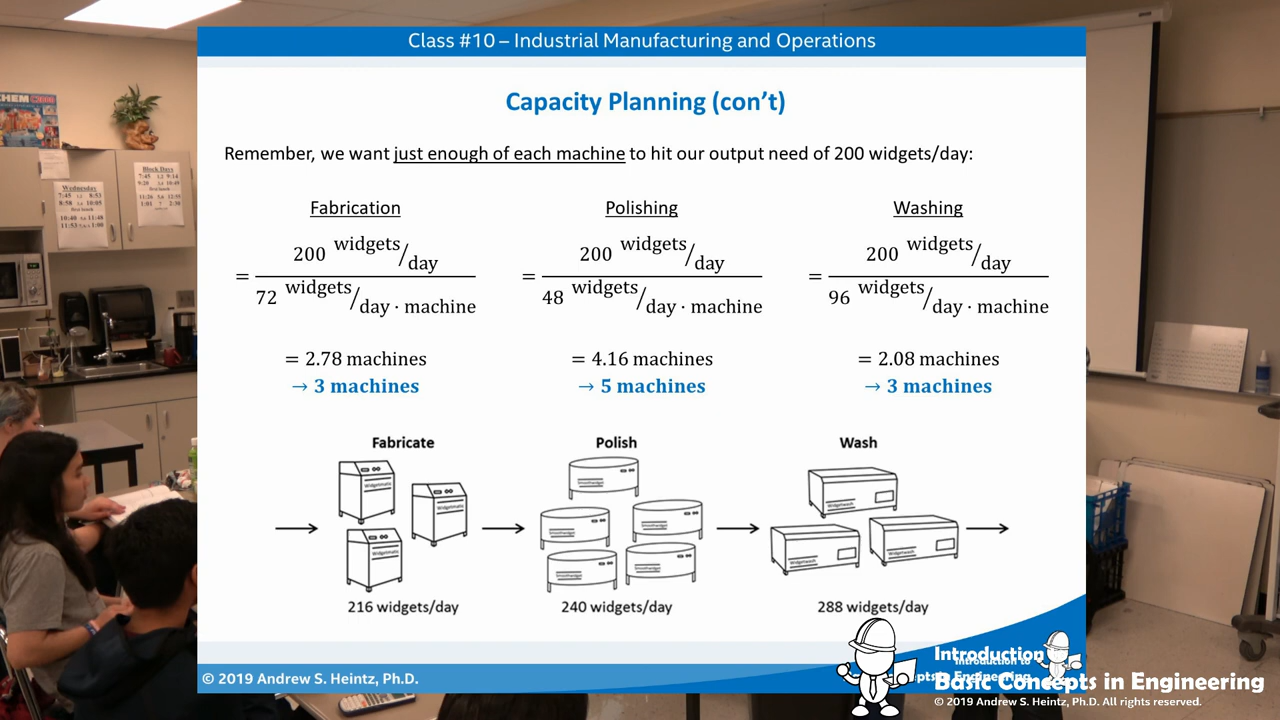 Class #10 – Industrial Manufacturing and Operations
Capacity Planning (con't)
Remember, we want just enough of each machine to hit our output need of 200 widgets/day:
Fabrication
Polishing
Washing
= 200 widgets/day
72 widgets/day · machine
= 200 widgets/day
48 widgets/day · machine
= 200 widgets/day
96 widgets/day · machine
= 2.78 machines
→ 3 machines
= 4.16 machines
→ 5 machines
= 2.08 machines
→ 3 machines
Fabricate
Polish
Wash
216 widgets/day
240 widgets/day
288 widgets/day
© 2019 Andrew S. Heintz, Ph.D.
Introduction
Basic Concepts in Engineering
© 2019 Andrew S. Heintz, Ph.D. All rights reserved.
CHEM
Wednesday
Block Days